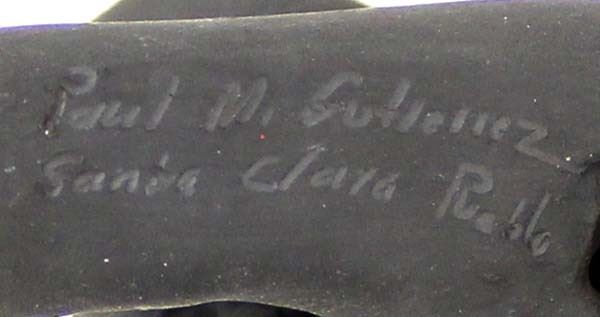 Paul M. Gutierrez
Santa Clara Pueblo